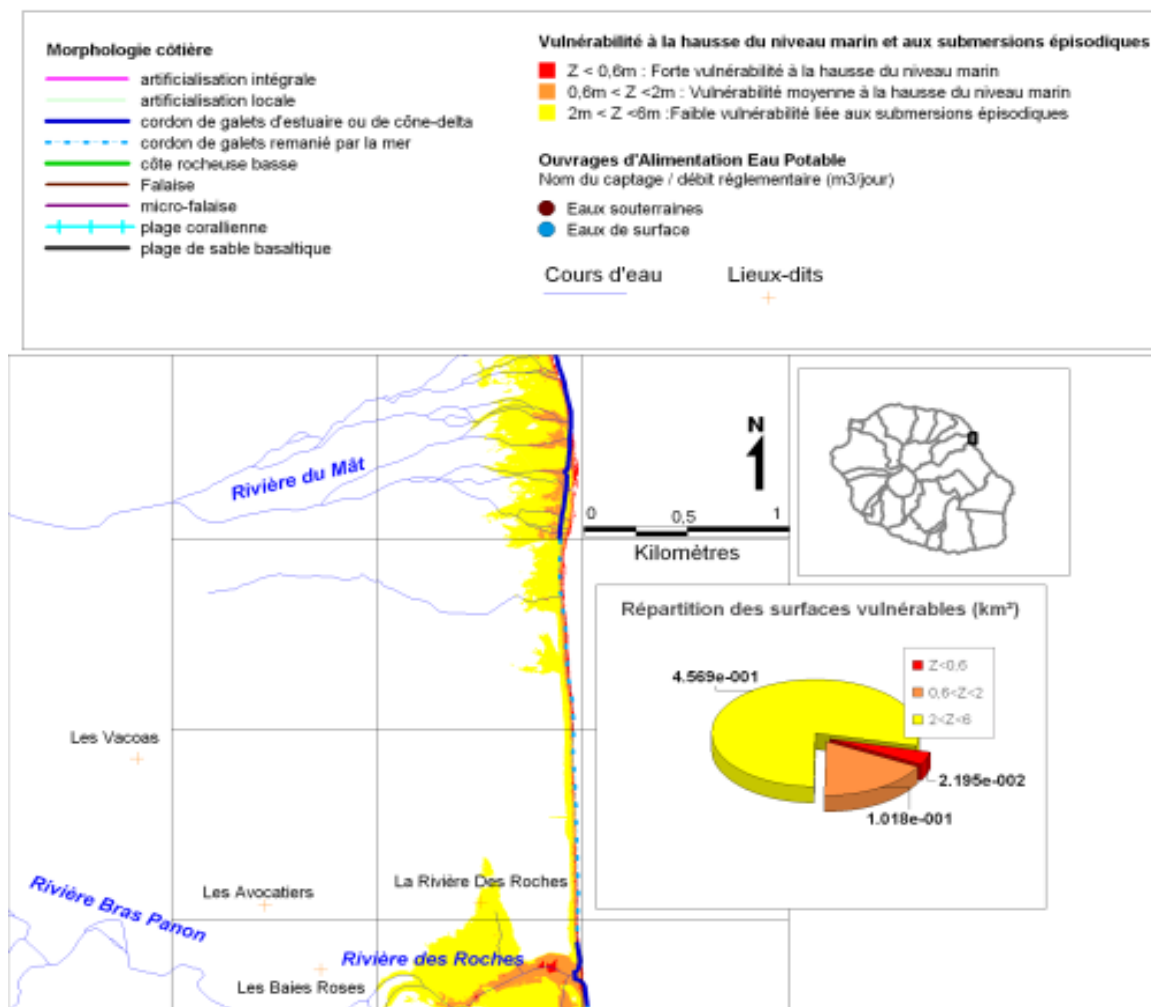 Morphologie côtière
artificialisation intégrale
artificialisation locale
cordon de galets d'estuaire ou de cône-delta
cordon de galets remanié par la mer
côte rocheuse basse
Falaise
micro-falaise
plage corallienne
plage de sable basaltique
Vulnérabilité à la hausse du niveau marin et aux submersions épisodiques
Z < 0,6m : Forte vulnérabilité à la hausse du niveau marin
0,6m < Z <2m : Vulnérabilité moyenne à la hausse du niveau marin
2m < Z <6m :Faible vulnérabilité liée aux submersions épisodiques
Ouvrages d'Alimentation Eau Potable
Nom du captage / débit réglementaire (m3/jour)
Eaux souterraines
Eaux de surface
Cours d'eau
Lieux-dits
Rivière du Mât
N
0 0,5 1
Kilomètres
Répartition des surfaces vulnérables (km²)
4.569e-001
Z<0,6
0,6<Z<2
2<Z<6
2.195e-002
1.018e-001
Les Vacoas
Les Avocatiers
La Rivière Des Roches
Rivière Bras Panon
Rivière des Roches
Les Baies Roses